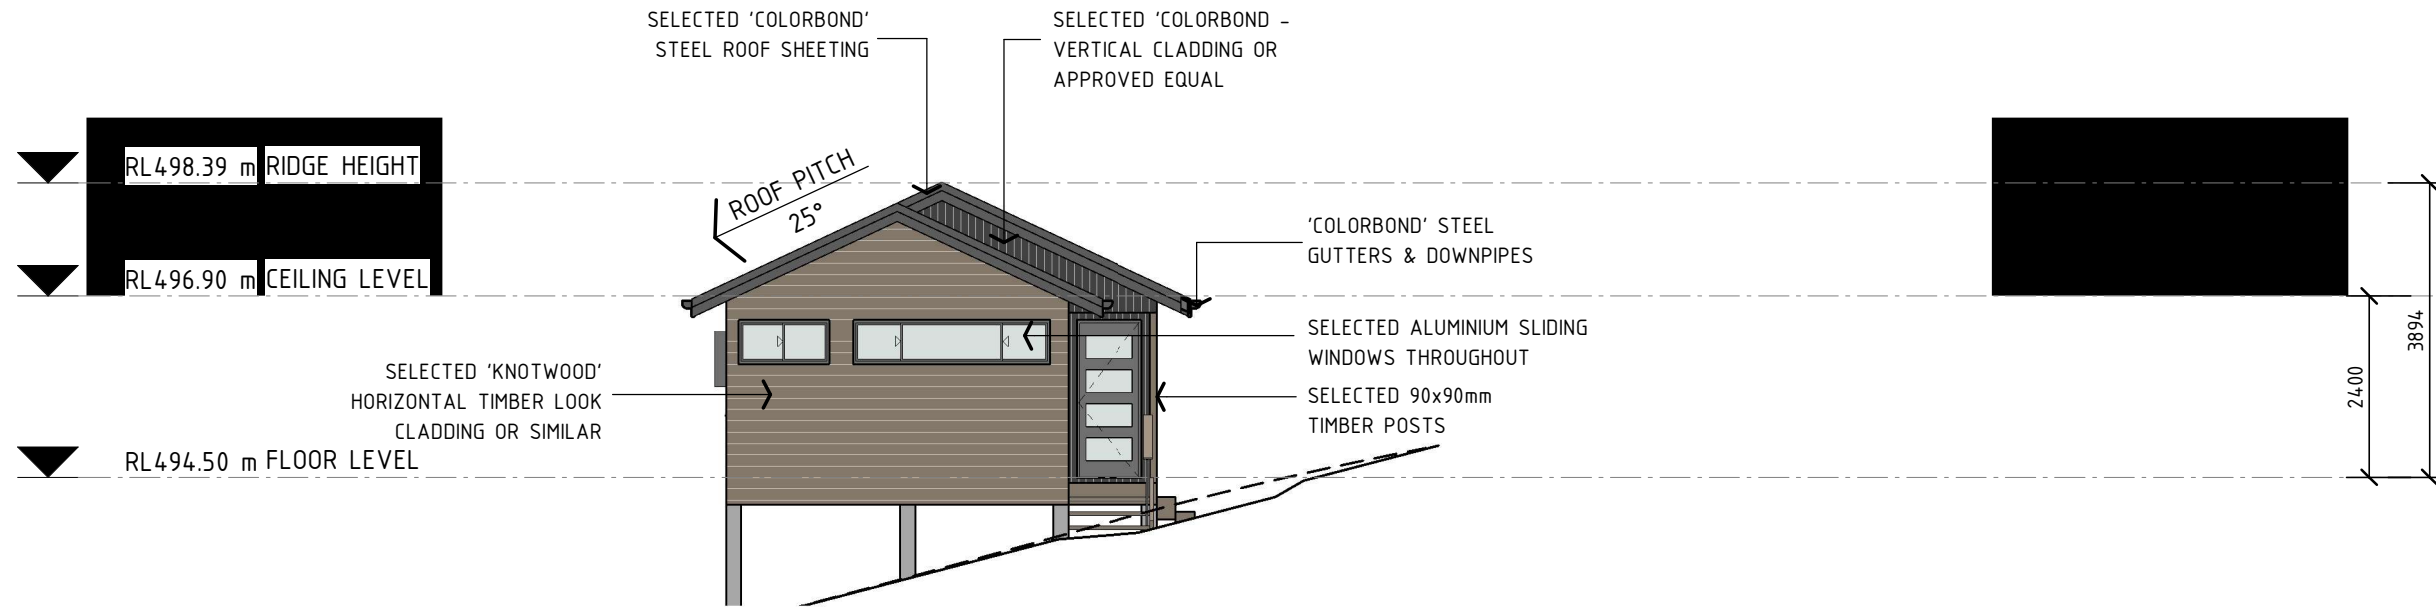 SELECTED 'COLORBOND'
STEEL ROOF SHEETING
SELECTED 'COLORBOND -
VERTICAL CLADDING OR
APPROVED EQUAL
RL498.39 m RIDGE HEIGHT
ROOF PITCH
25°
'COLORBOND' STEEL
GUTTERS & DOWNPIPES
RL496.90 m CEILING LEVEL
SELECTED ALUMINIUM SLIDING
WINDOWS THROUGHOUT
SELECTED 'KNOTWOOD'
HORIZONTAL TIMBER LOOK
CLADDING OR SIMILAR
SELECTED 90x90mm
TIMBER POSTS
RL494.50 m FLOOR LEVEL
2400
3894